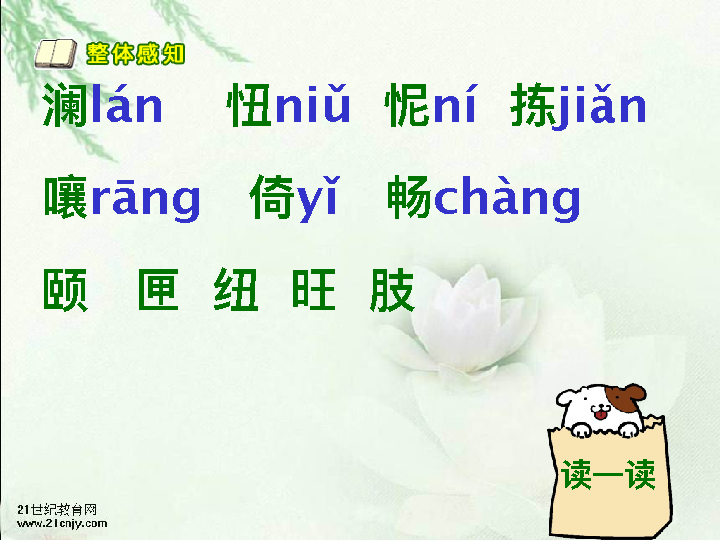 整体感知
澜lán 忸niǔ 怩ní 拣jiǎn
嚷rāng 倚yǐ 畅chàng
颐 匣 纽 旺 肢
读一读
21世纪教育网
www.21cnjy.com